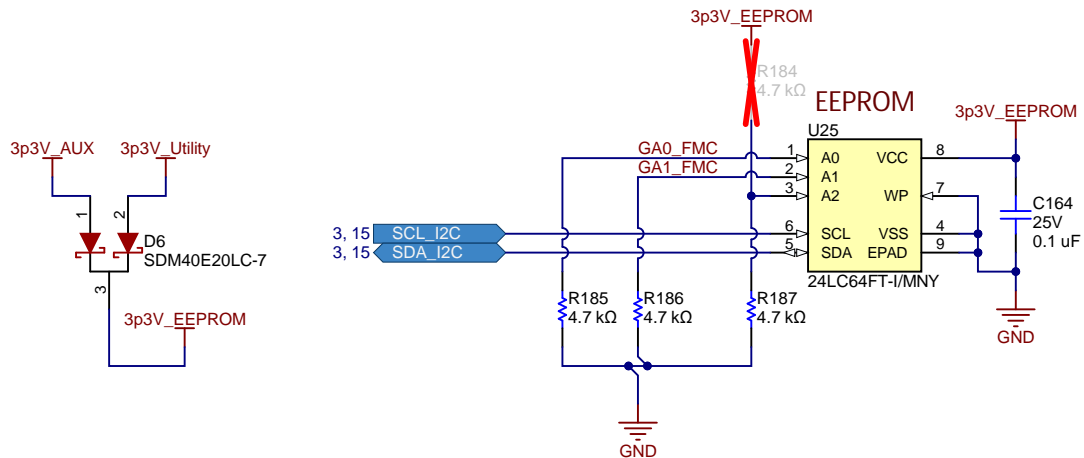 3p3V_EEPROM
R184
4.7 kΩ
EEPROM
3p3V_EEPROM
U25
3p3V_AUX
3p3V_Utility
GA0_FMC
1
A0
VCC
8
GA1_FMC
2
A1
3
A2
WP
7
1
2
C164
25V
0.1 uF
D6
SDM40E20LC-7
3, 15
SCL_I2C
6
SCL
VSS
4
3, 15
SDA_I2C
5
SDA
EPAD
9
24LC64FT-I/MNY
3
R185
4.7 kΩ
R186
4.7 kΩ
R187
4.7 kΩ
3p3V_EEPROM
GND
GND